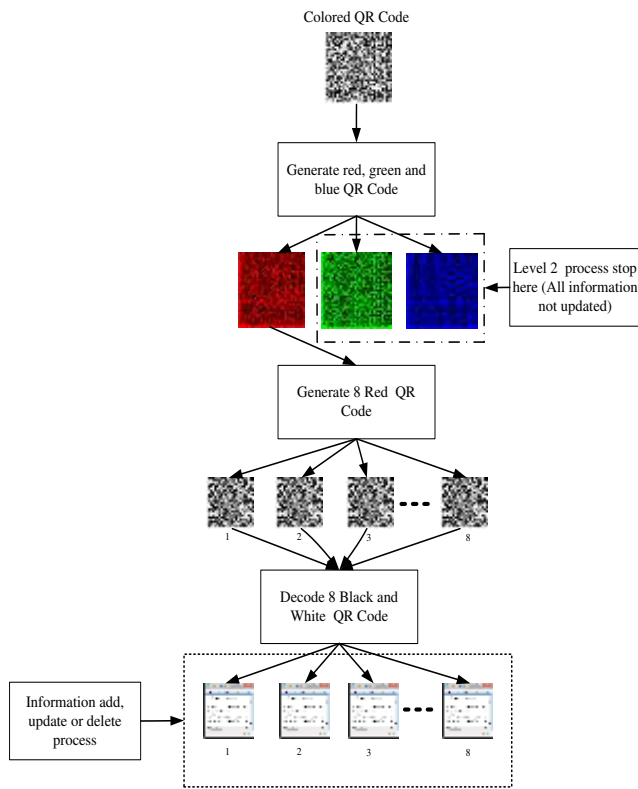 Colored QR Code
Generate red, green and
blue QR Code
Level 2 process stop
here (All information
not updated)
Generate 8 Red QR
Code
1
2
3
8
Decode 8 Black and
White QR Code
Information add,
update or delete
process
1
2
3
8